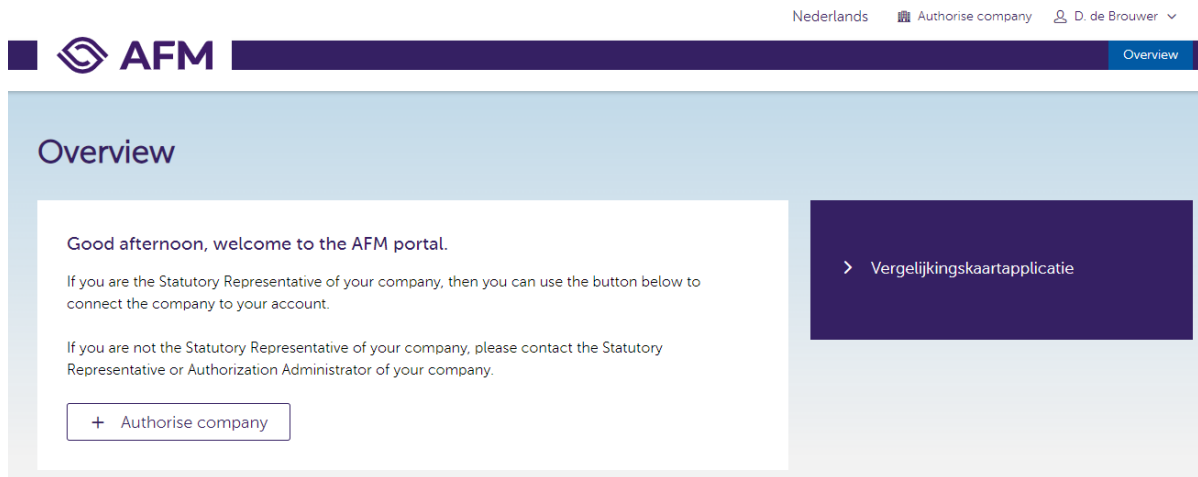 Nederlands Authorise company D. de Brouwer
AFM
Overview
Overview
Good afternoon, welcome to the AFM portal.
If you are the Statutory Representative of your company, then you can use the button below to
connect the company to your account.
If you are not the Statutory Representative of your company, please contact the Statutory
Representative or Authorization Administrator of your company.
+ Authorise company
Vergelijkingskaartapplicatie